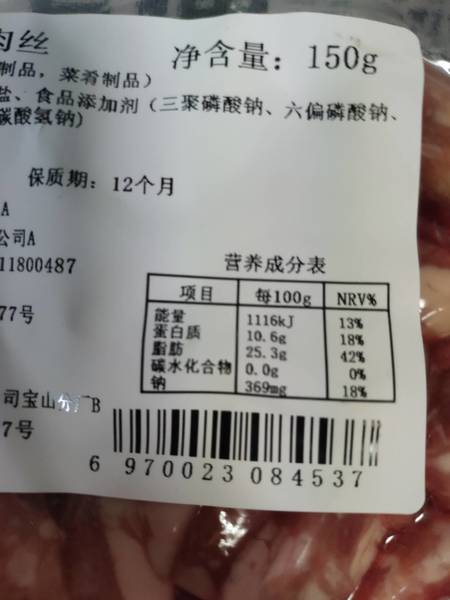 肉丝
净含量：150g
制品，菜肴制品）
盐、食品添加剂（三聚磷酸钠、六偏磷酸钠、
碳酸氢钠）
保质期：12个月
A
公司A
11800487
77号
营养成分表
项目 每100g NRV%
能量 1116kJ 13%
蛋白质 10.6g 18%
脂肪 25.3g 42%
碳水化合物 0.0g 0%
钠 369mg 18%
司宝山分厂B
7号
6 970023 084537